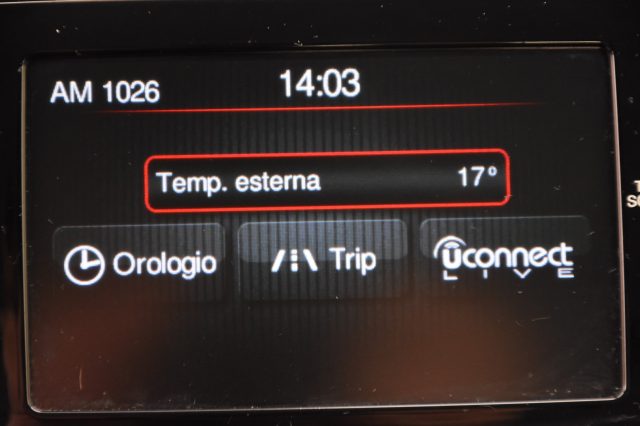 AM 1026
14:03
Temp. esterna 17°
Orologio
Trip
uconnect
LIVE